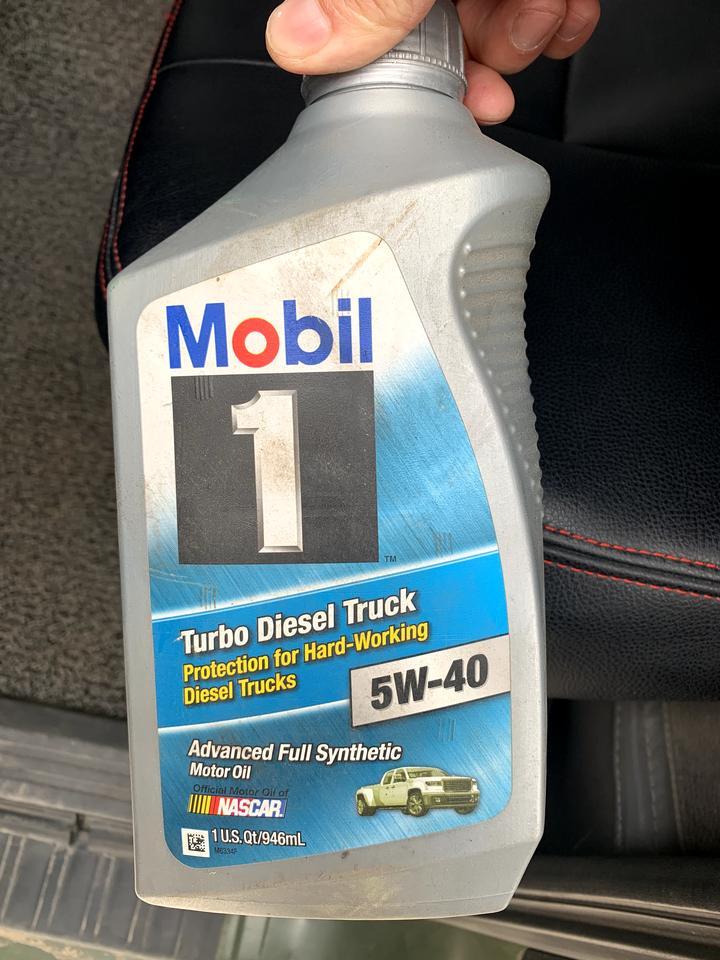 Mobil
1
TM
Turbo Diesel Truck
Protection for Hard-Working
Diesel Trucks
5W-40
Advanced Full Synthetic
Motor Oil
Official Motor Oil of
NASCAR.
1 U.S. Qt/946mL